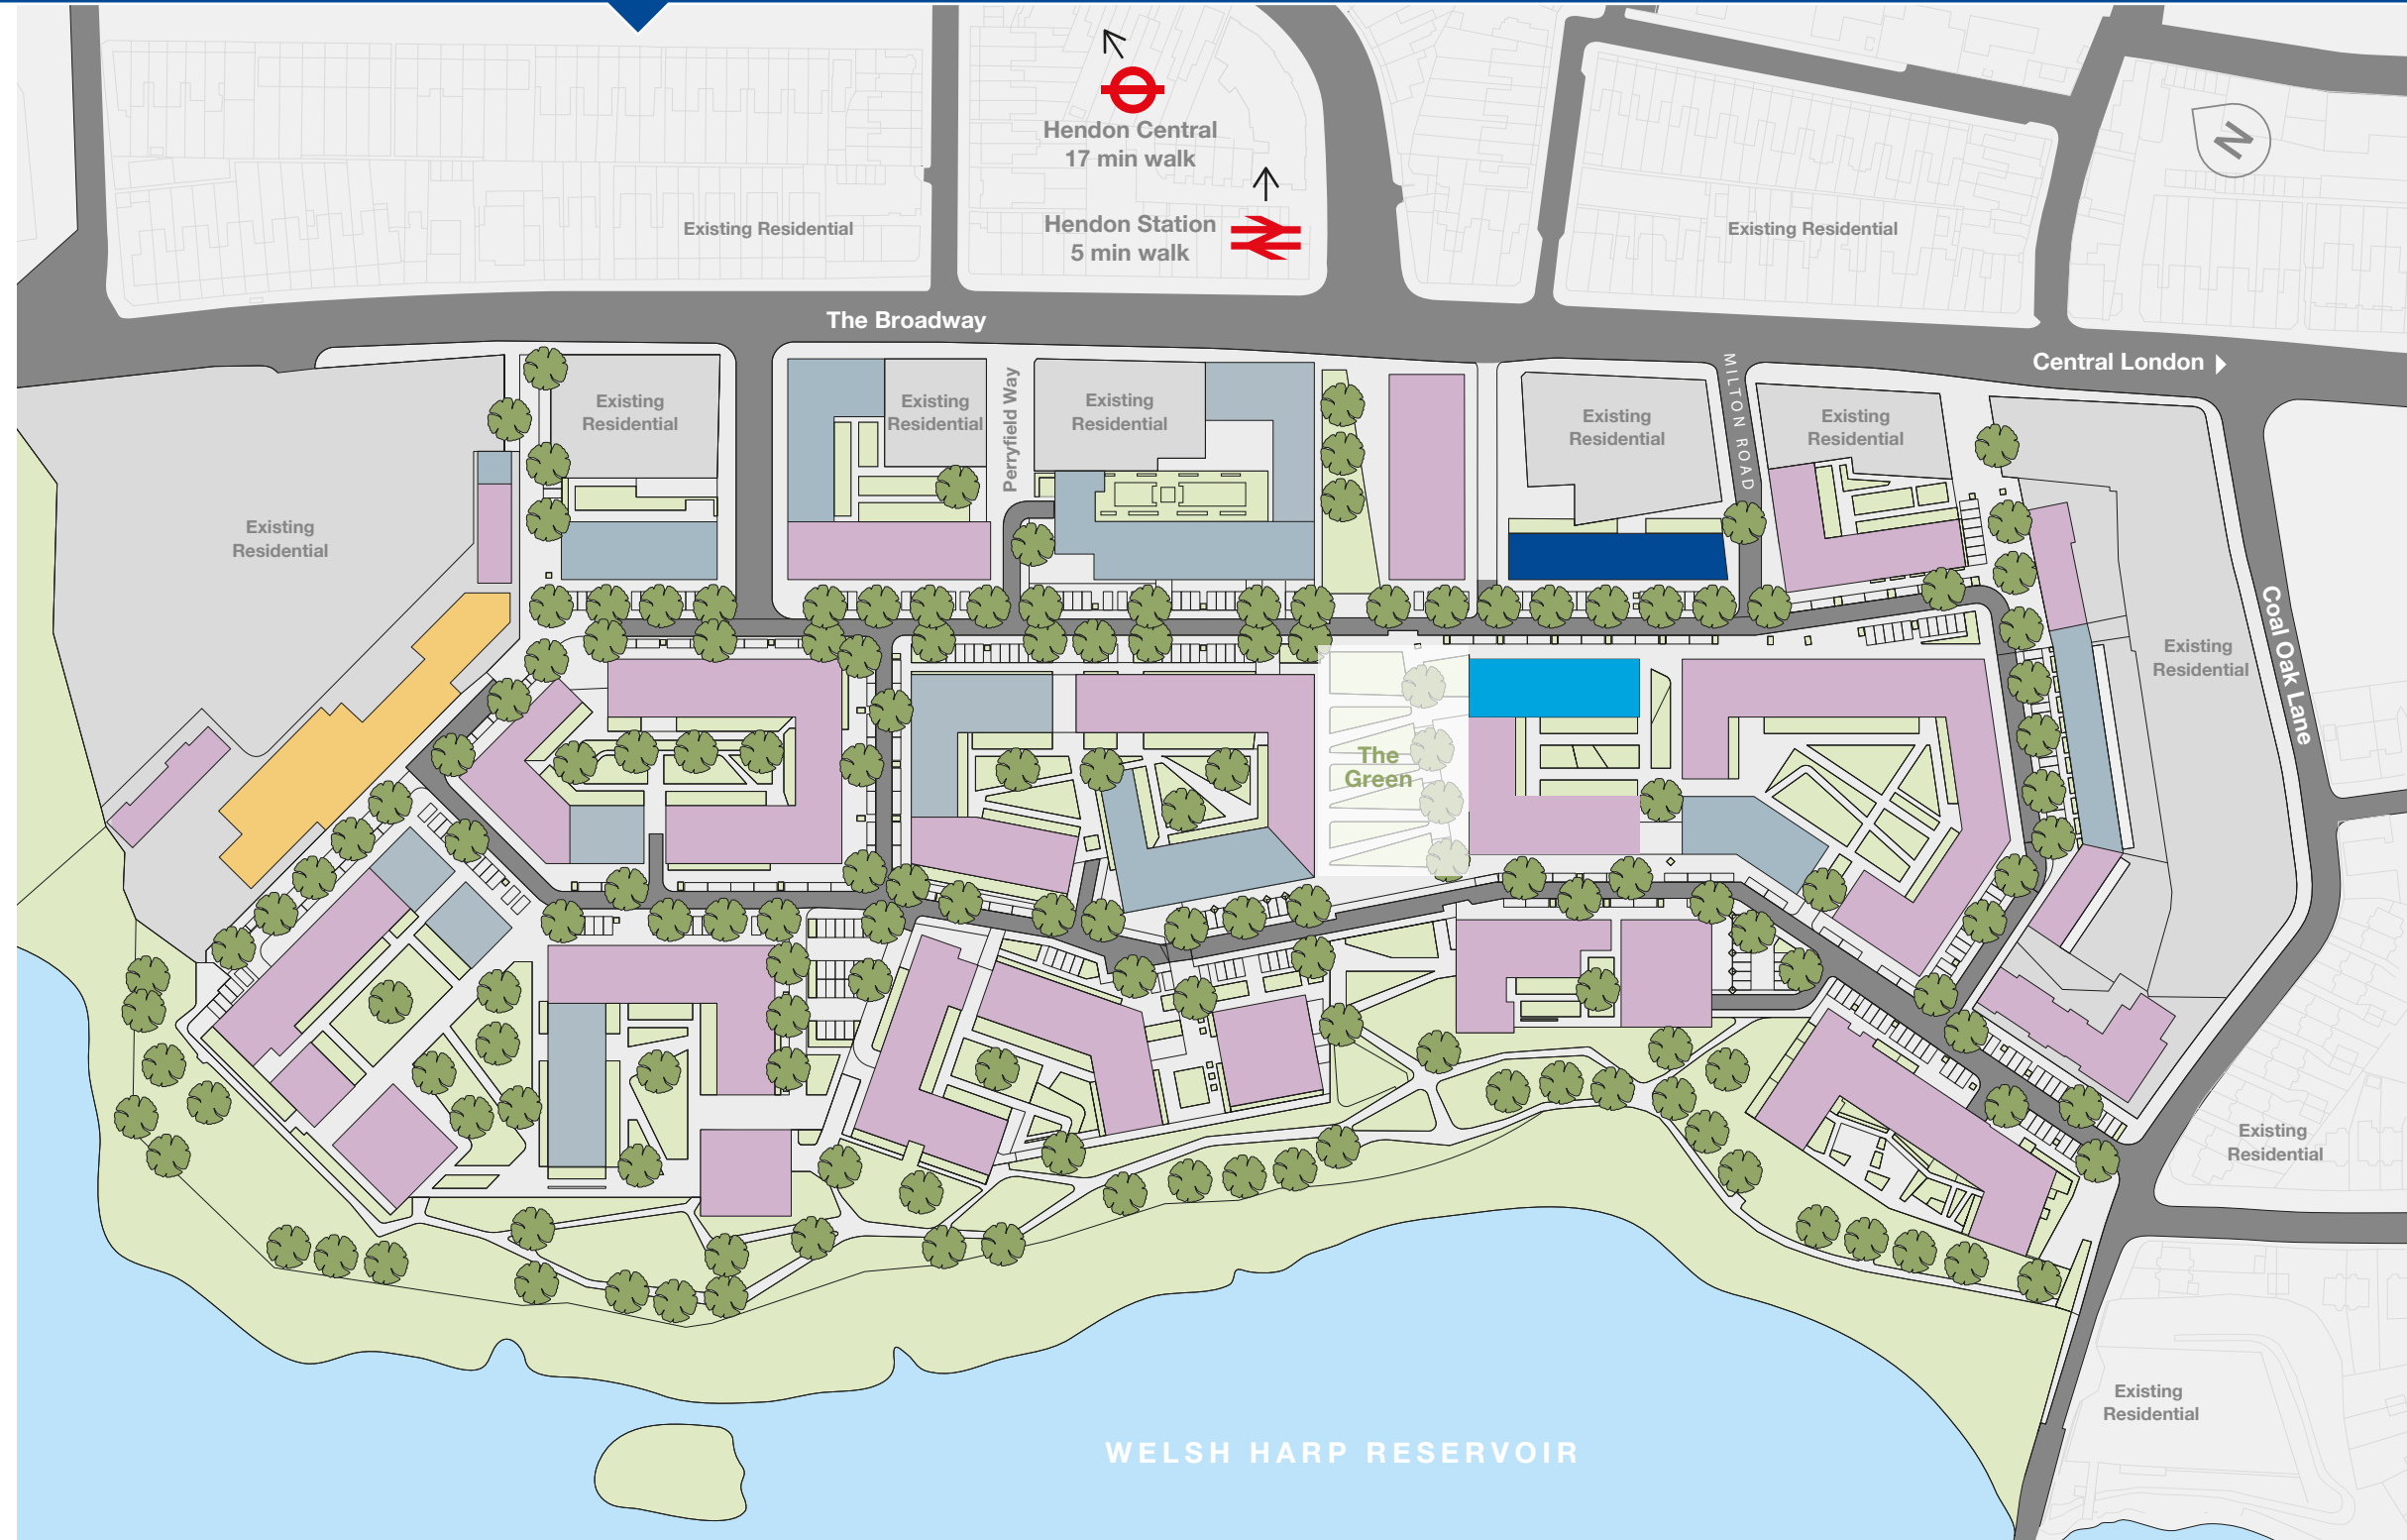 Hendon Central
17 min walk
N
Hendon Station
5 min walk
Existing Residential
Existing Residential
The Broadway
Central London
MILTON ROAD
Perryfield Way
Existing
Residential
Existing
Residential
Existing
Residential
Existing
Residential
Existing
Residential
Existing
Residential
Coal Oak Lane
Existing
Residential
The
Green
Existing
Residential
Existing
Residential
WELSH HARP RESERVOIR